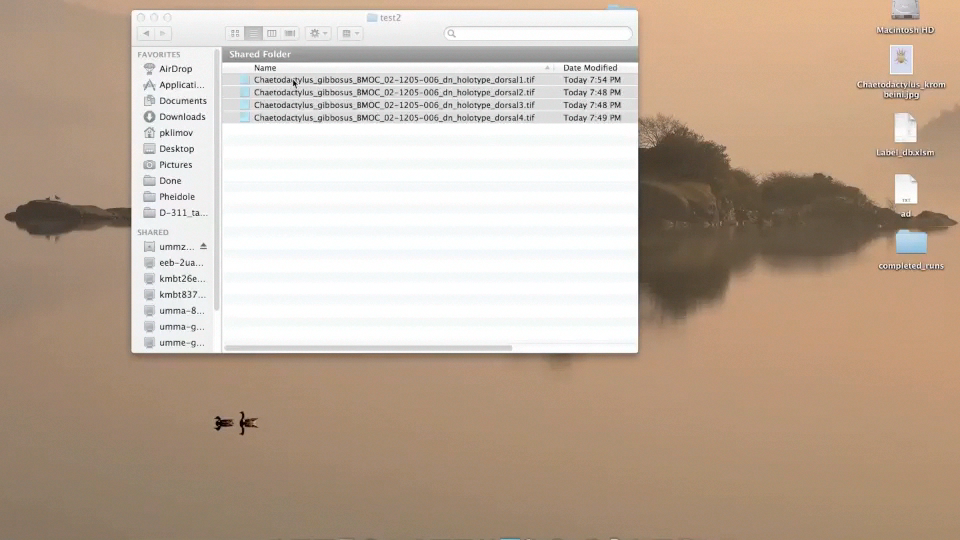 test2
FAVORITES
AirDrop
Applicati...
Documents
Downloads
pklimov
Desktop
Pictures
Done
Pheidole
D-311_ta...
SHARED
ummz...
eeb-2ua...
kmbt26e...
kmbt837...
umma-8...
umma-g...
umme-g...
Shared Folder
Name Date Modified
Chaetodactylus_gibbosus_BMOC_02-1205-006_dn_holotype_dorsal1.tif Today 7:54 PM
Chaetodactylus_gibbosus_BMOC_02-1205-006_dn_holotype_dorsal2.tif Today 7:48 PM
Chaetodactylus_gibbosus_BMOC_02-1205-006_dn_holotype_dorsal3.tif Today 7:48 PM
Chaetodactylus_gibbosus_BMOC_02-1205-006_dn_holotype_dorsal4.tif Today 7:49 PM
Macintosh HD
Chaetodactylus_krom
beini.jpg
Label_db.xlsm
TXT
ad
completed_runs